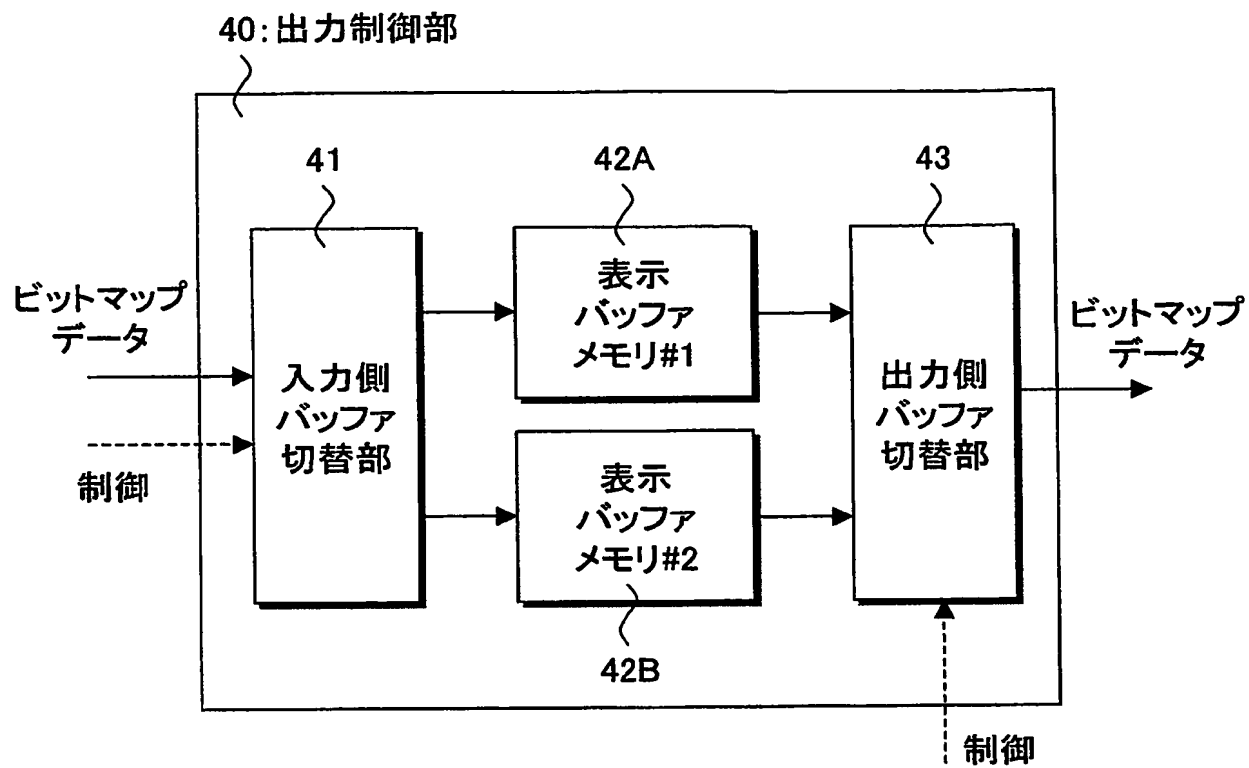 40:出力制御部
41
42A
43
ビットマップ
データ
制御
入力側
バッファ
切替部
表示
バッファ
メモリ#1
表示
バッファ
メモリ#2
42B
出力側
バッファ
切替部
ビットマップ
データ
制御